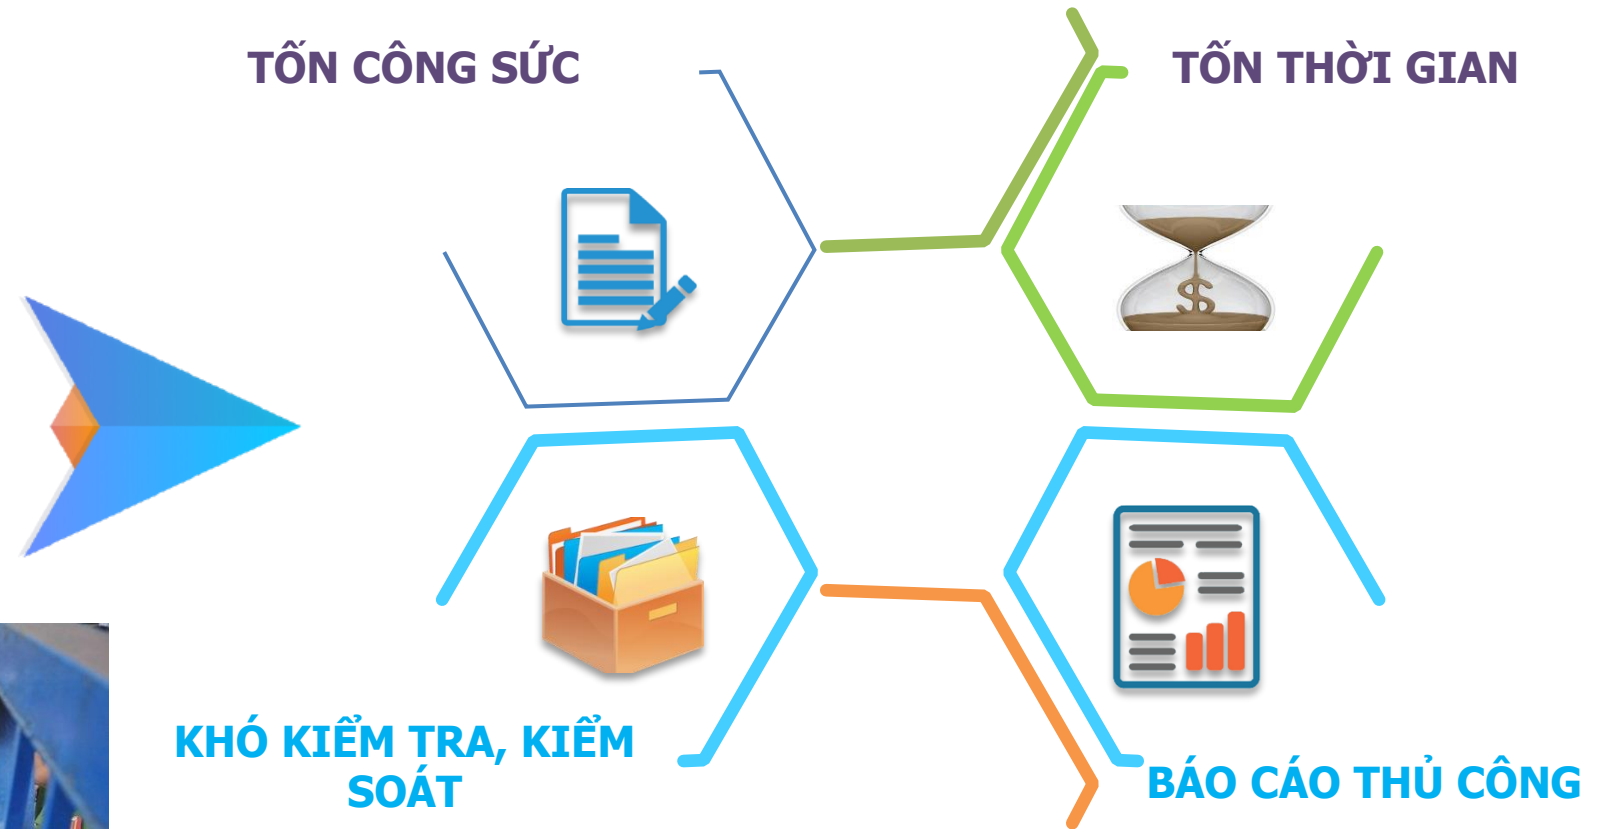 TỐN CÔNG SỨC
TỐN THỜI GIAN
$
KHÓ KIỂM TRA, KIỂM
SOÁT
BÁO CÁO THỦ CÔNG